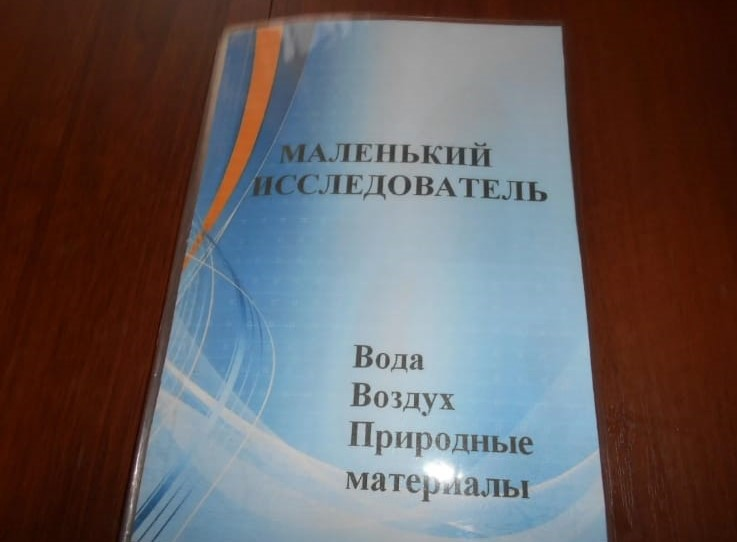 МАЛЕНЬКИЙ
ИССЛЕДОВАТЕЛЬ
Вода
Воздух
Природные
материалы